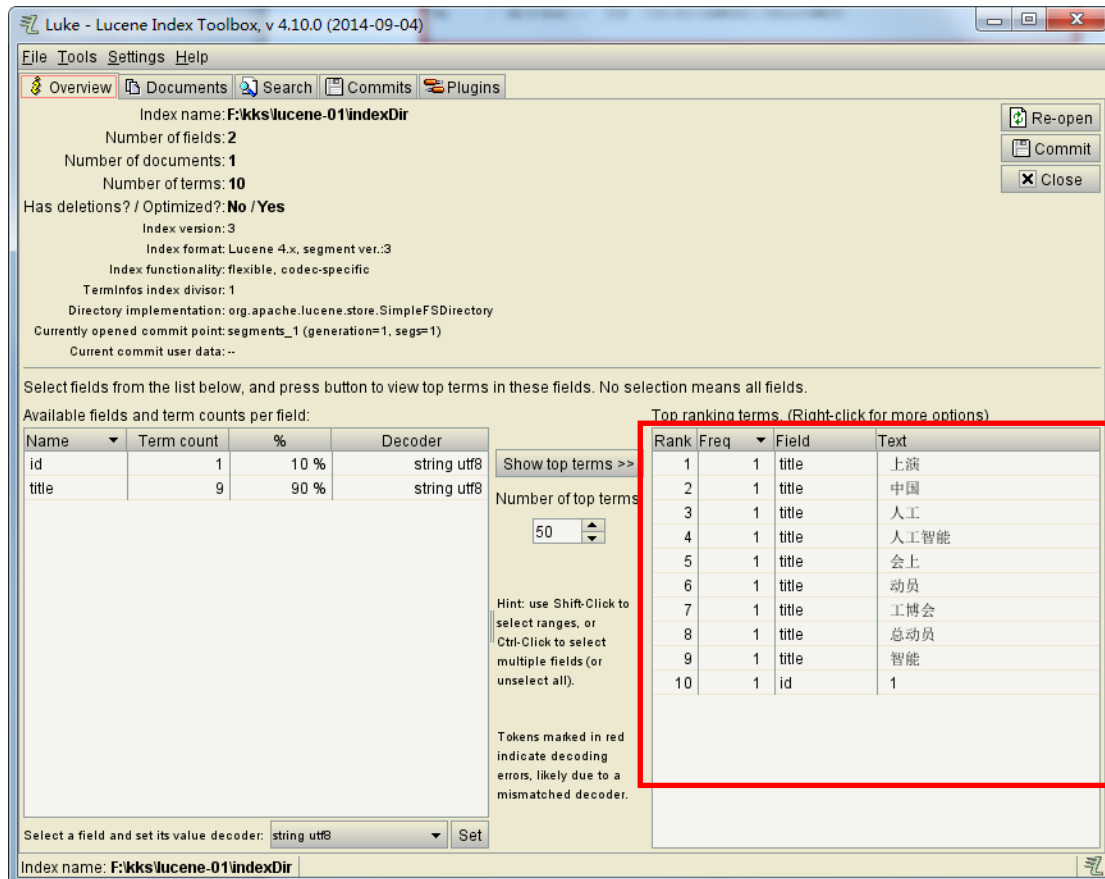 Luke - Lucene Index Toolbox, v 4.10.0 (2014-09-04)
File Tools Settings Help
Overview Documents Search Commits Plugins
Index name: F:\kks\lucene-01\indexDir
Re-open
Number of fields: 2
Commit
Number of documents: 1
Number of terms: 10
Close
Has deletions? / Optimized?: No / Yes
Index version: 3
Index format: Lucene 4.x, segment ver.:3
Index functionality: flexible, codec-specific
TermInfos index divisor: 1
Directory implementation: org.apache.lucene.store.SimpleFSDirectory
Currently opened commit point: segments_1 (generation=1, segs=1)
Current commit user data: --
Select fields from the list below, and press button to view top terms in these fields. No selection means all fields.
Available fields and term counts per field:
Name Term count % Decoder
id 1 10 % string utf8
title 9 90 % string utf8
Select a field and set its value decoder: string utf8 Set
Show top terms >>
Number of top terms
50
Hint: use Shift-Click to
select ranges, or
Ctrl-Click to select
multiple fields (or
unselect all).
Tokens marked in red
indicate decoding
errors, likely due to a
mismatched decoder.
Top ranking terms. (Right-click for more options)
Rank Freq Field Text
1 1 title 上演
2 1 title 中国
3 1 title 人工
4 1 title 人工智能
5 1 title 会上
6 1 title 动员
7 1 title 工博会
8 1 title 总动员
9 1 title 智能
10 1 id 1
Index name: F:\kks\lucene-01\indexDir